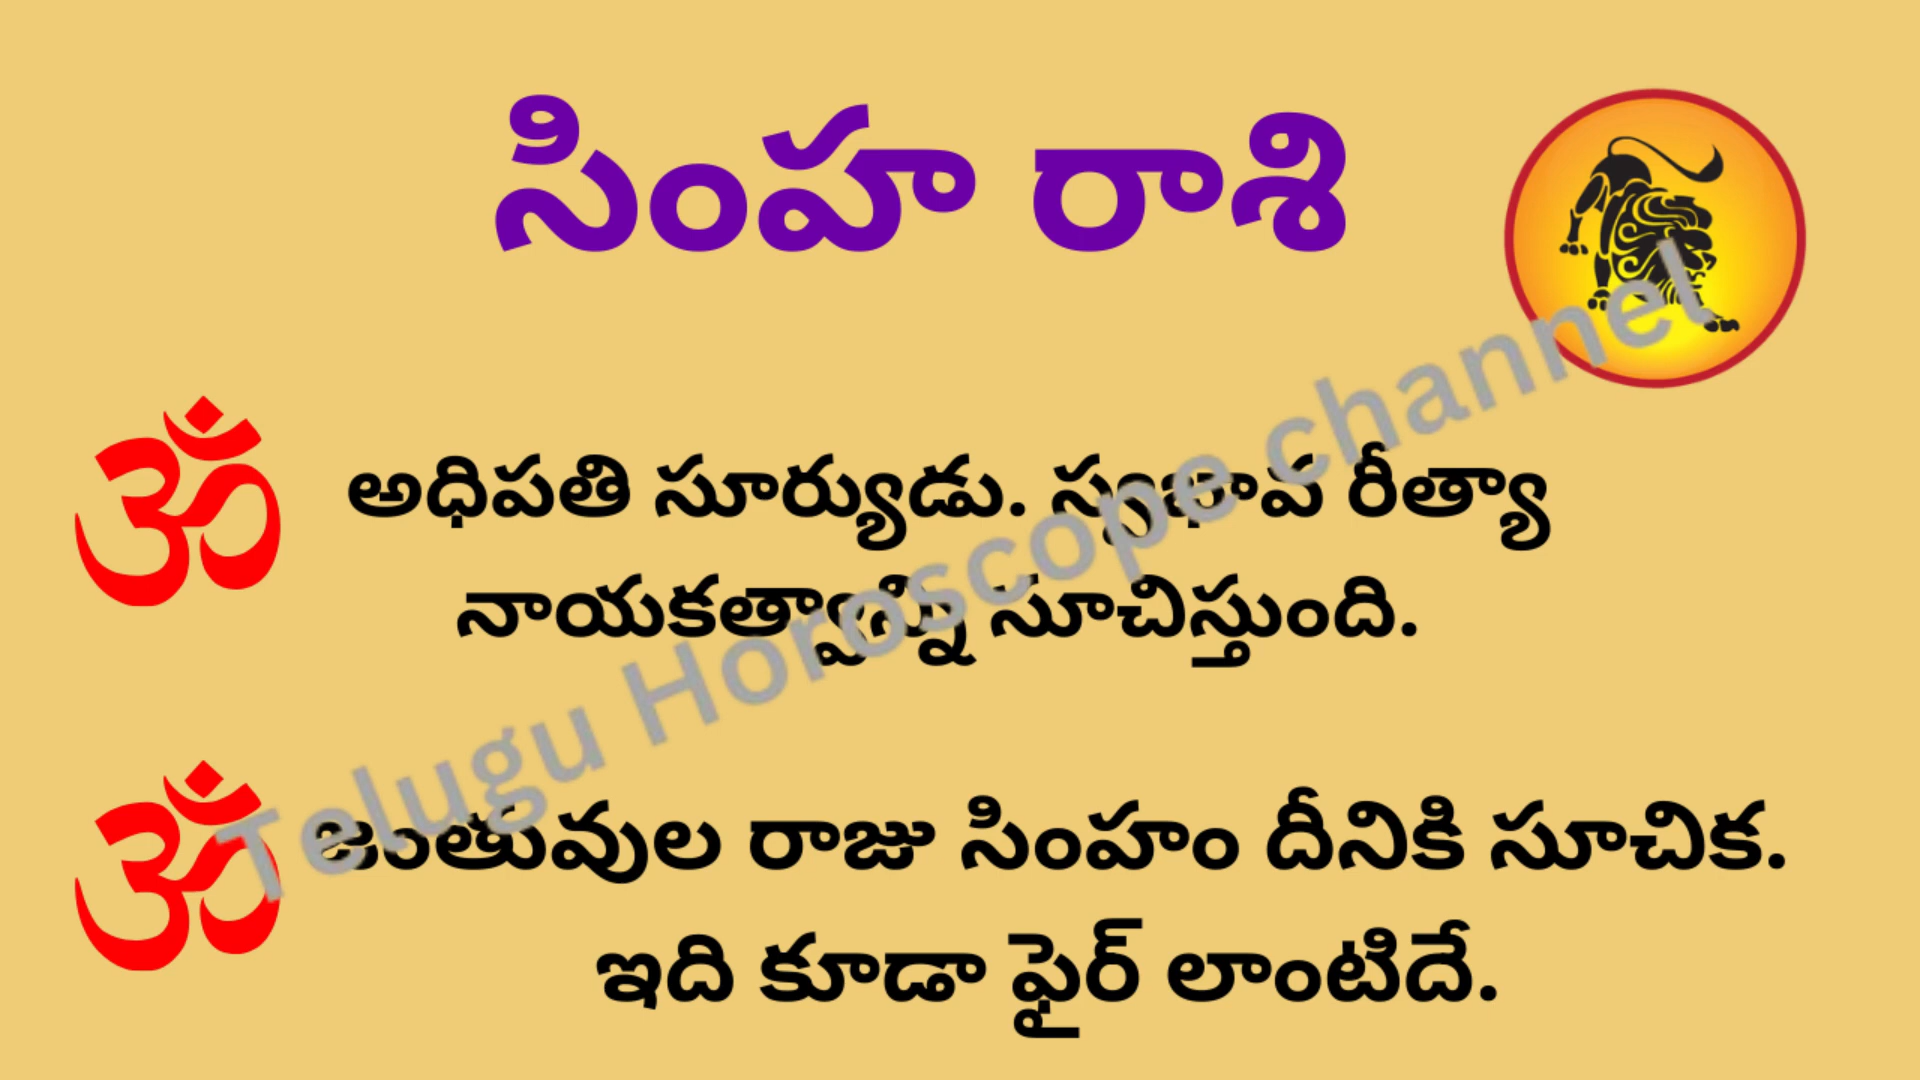 సింహ రాశి
అధిపతి సూర్యుడు. స్వభావ రీత్యా
నాయకత్వాన్ని సూచిస్తుంది.
జంతువుల రాజు సింహం దీనికి సూచిక.
ఇది కూడా ఫైర్ లాంటిదే.
ॐ
ॐ
Telugu Horoscope channel